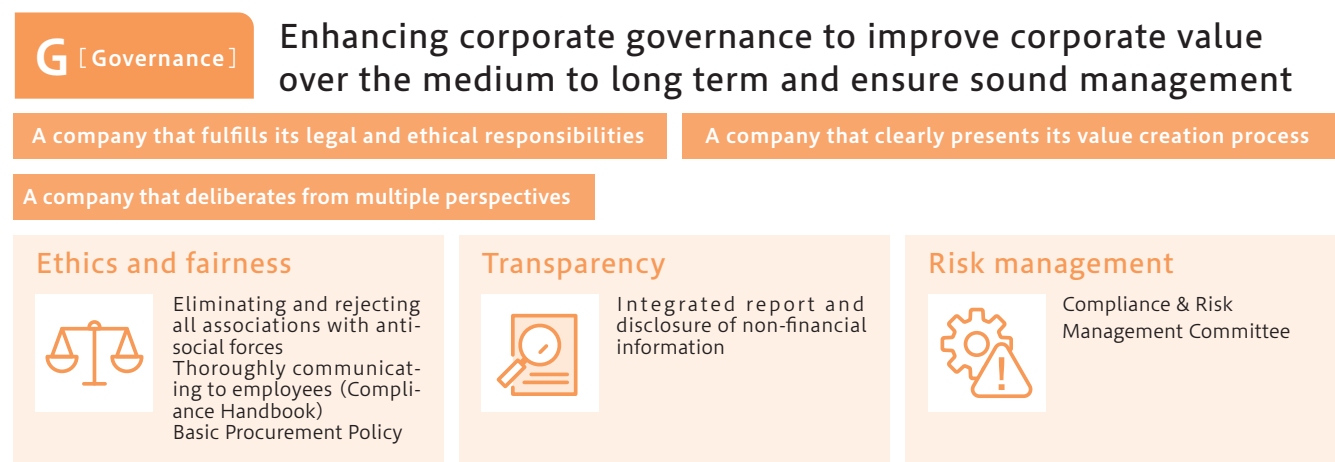 G [Governance]
Enhancing corporate governance to improve corporate value
over the medium to long term and ensure sound management
A company that fulfills its legal and ethical responsibilities
A company that clearly presents its value creation process
A company that deliberates from multiple perspectives
Ethics and fairness
Eliminating and rejecting
all associations with anti-
social forces
Thoroughly communicat-
ing to employees (Compli-
ance Handbook)
Basic Procurement Policy
Transparency
Integrated report and
disclosure of non-financial
information
Risk management
Compliance & Risk
Management Committee